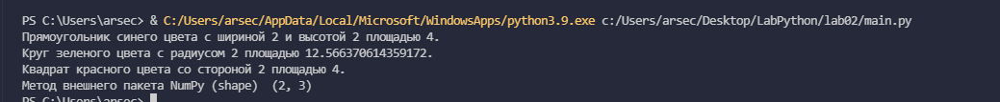 PS C:\Users\arsec> & C:/Users/arsec/AppData/Local/Microsoft/WindowsApps/python3.9.exe c:/Users/arsec/Desktop/LabPython/lab02/main.py
Прямоугольник синего цвета с шириной 2 и высотой 2 площадью 4.
Круг зеленого цвета с радиусом 2 площадью 12.566370614359172.
Квадрат красного цвета со стороной 2 площадью 4.
Метод внешнего пакета NumPy (shape)  (2, 3)
PS C:\Users\arsec>